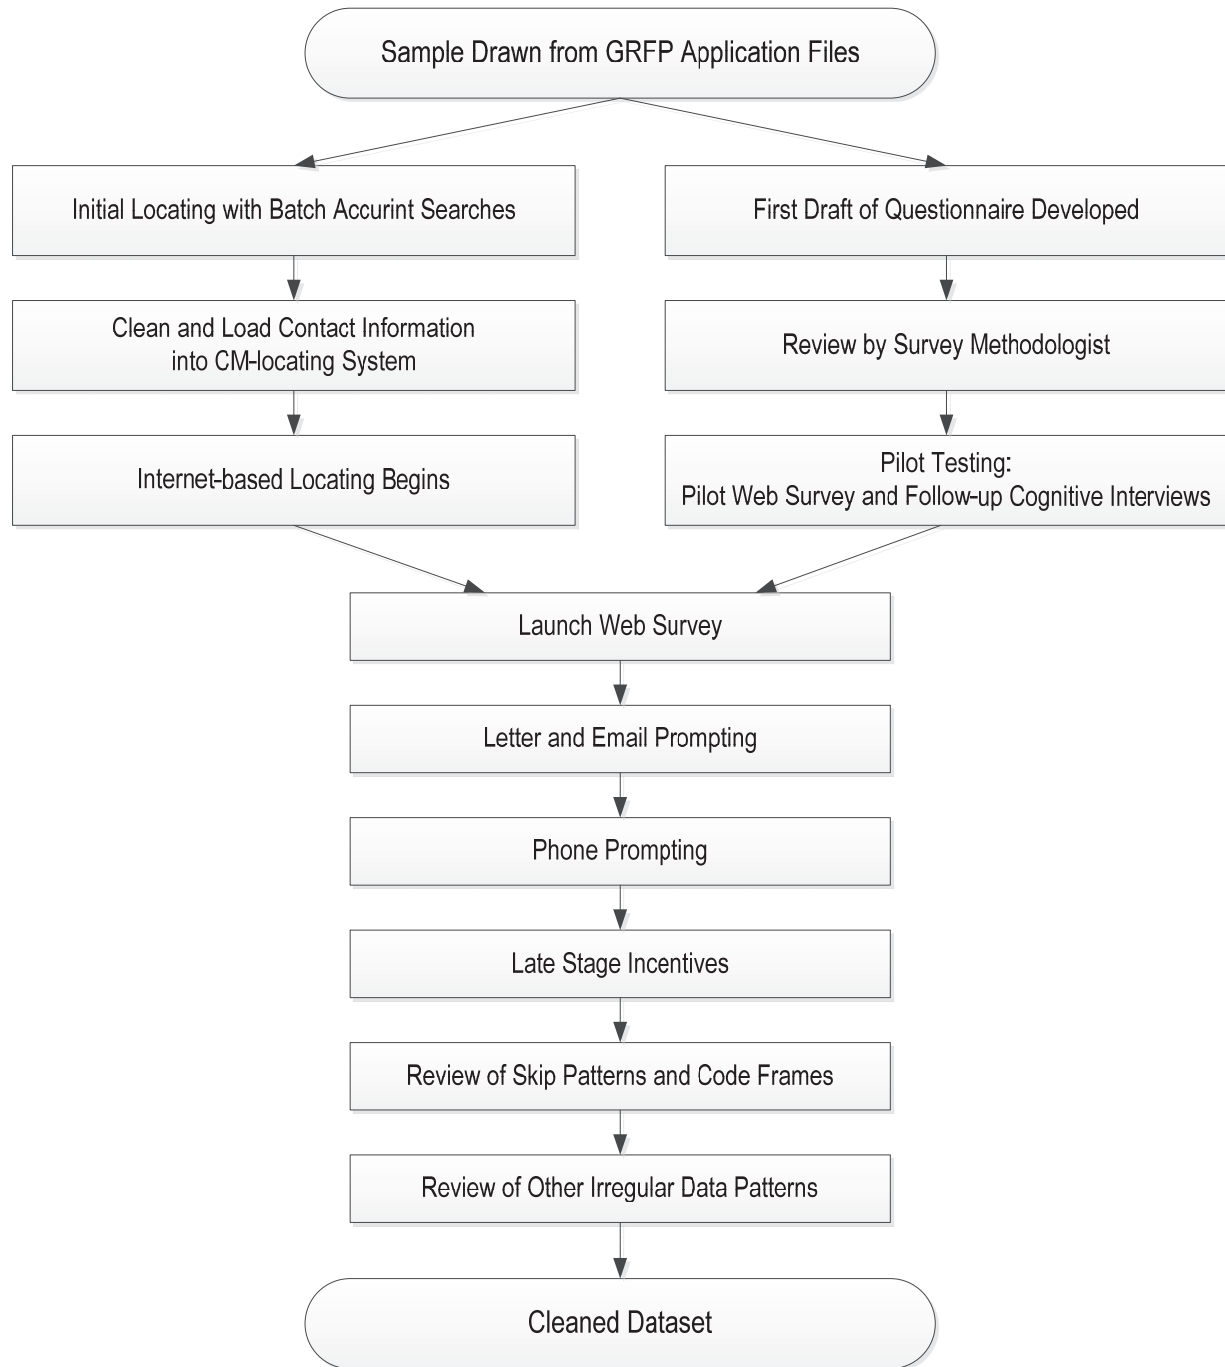 Sample Drawn from GRFP Application Files
Initial Locating with Batch Accurint Searches
First Draft of Questionnaire Developed
Clean and Load Contact Information
into CM-locating System
Review by Survey Methodologist
Internet-based Locating Begins
Pilot Testing:
Pilot Web Survey and Follow-up Cognitive Interviews
Launch Web Survey
Letter and Email Prompting
Phone Prompting
Late Stage Incentives
Review of Skip Patterns and Code Frames
Review of Other Irregular Data Patterns
Cleaned Dataset